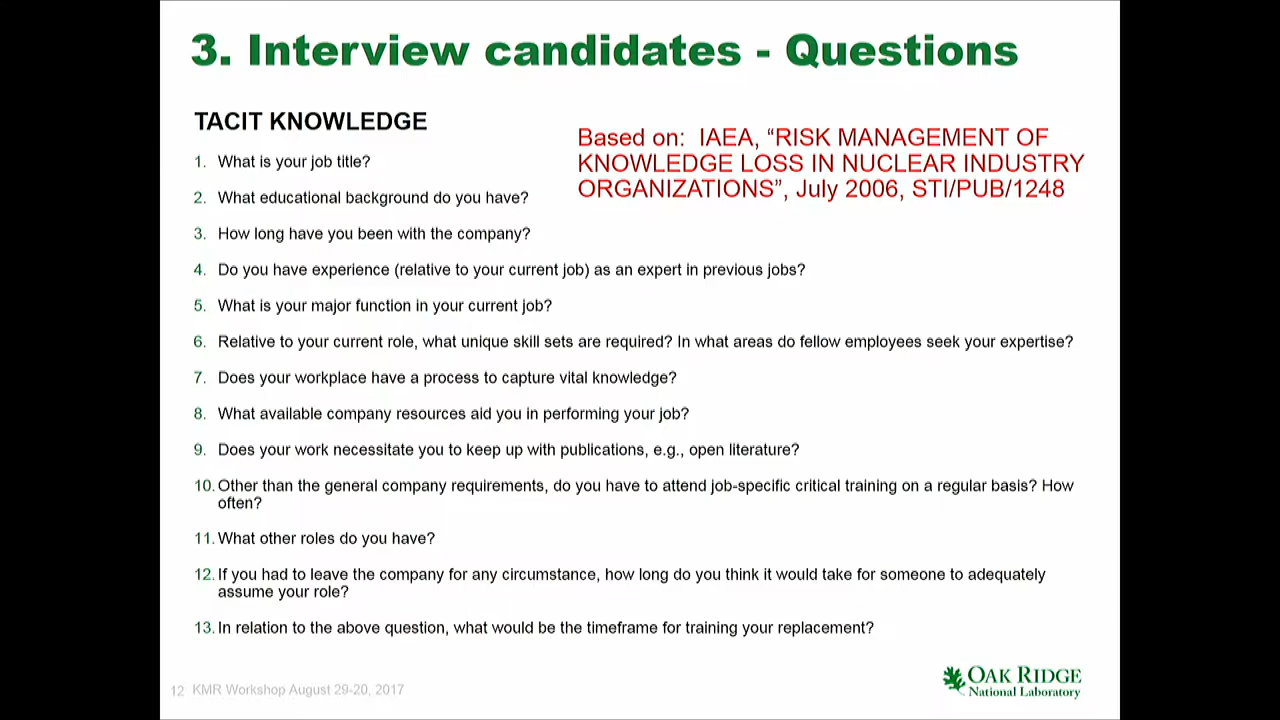 3. Interview candidates - Questions
TACIT KNOWLEDGE
Based on: IAEA, “RISK MANAGEMENT OF
KNOWLEDGE LOSS IN NUCLEAR INDUSTRY
ORGANIZATIONS”, July 2006, STI/PUB/1248
1. What is your job title?
2. What educational background do you have?
3. How long have you been with the company?
4. Do you have experience (relative to your current job) as an expert in previous jobs?
5. What is your major function in your current job?
6. Relative to your current role, what unique skill sets are required? In what areas do fellow employees seek your expertise?
7. Does your workplace have a process to capture vital knowledge?
8. What available company resources aid you in performing your job?
9. Does your work necessitate you to keep up with publications, e.g., open literature?
10. Other than the general company requirements, do you have to attend job-specific critical training on a regular basis? How
often?
11. What other roles do you have?
12. If you had to leave the company for any circumstance, how long do you think it would take for someone to adequately
assume your role?
13. In relation to the above question, what would be the timeframe for training your replacement?
12 KMR Workshop August 29-20, 2017
OAK RIDGE
National Laboratory